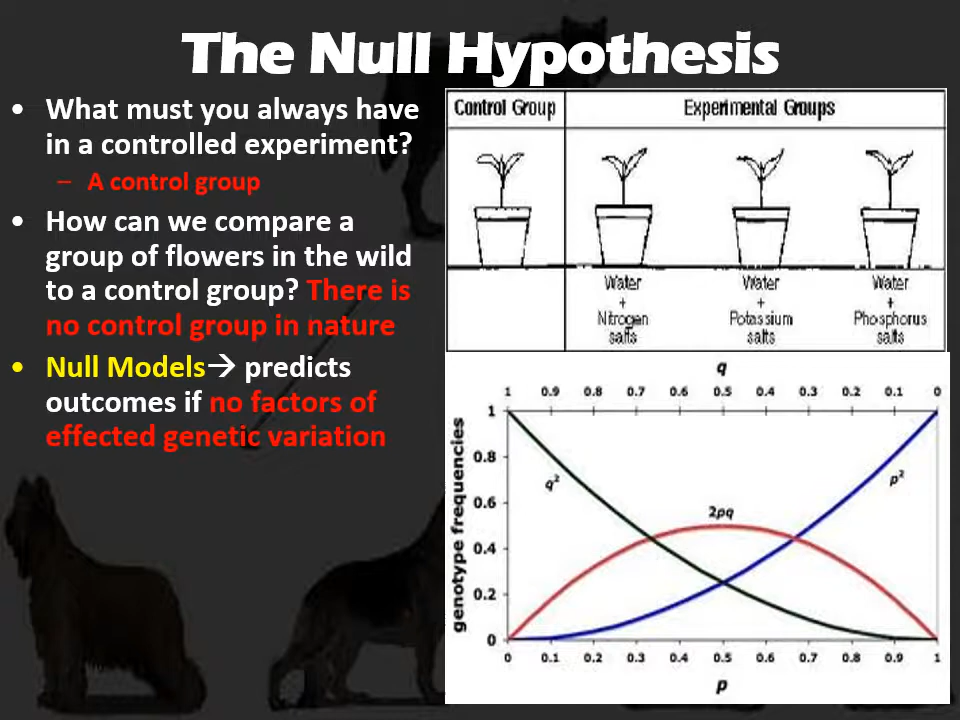 The Null Hypothesis
• What must you always have
in a controlled experiment?
– A control group
• How can we compare a
group of flowers in the wild
to a control group? There is
no control group in nature
• Null Models→ predicts
outcomes if no factors of
effected genetic variation
Control Group Experimental Groups
Water Water Water
+ + +
Nitrogen Potassium Phosphorus
salts salts salts
q
1 0.9 0.8 0.7 0.6 0.5 0.4 0.3 0.2 0.1 0
genotype frequencies
1
0.8
0.6
0.4
0.2
0
q²
2pq
p²
0 0.1 0.2 0.3 0.4 0.5 0.6 0.7 0.8 0.9 1
p